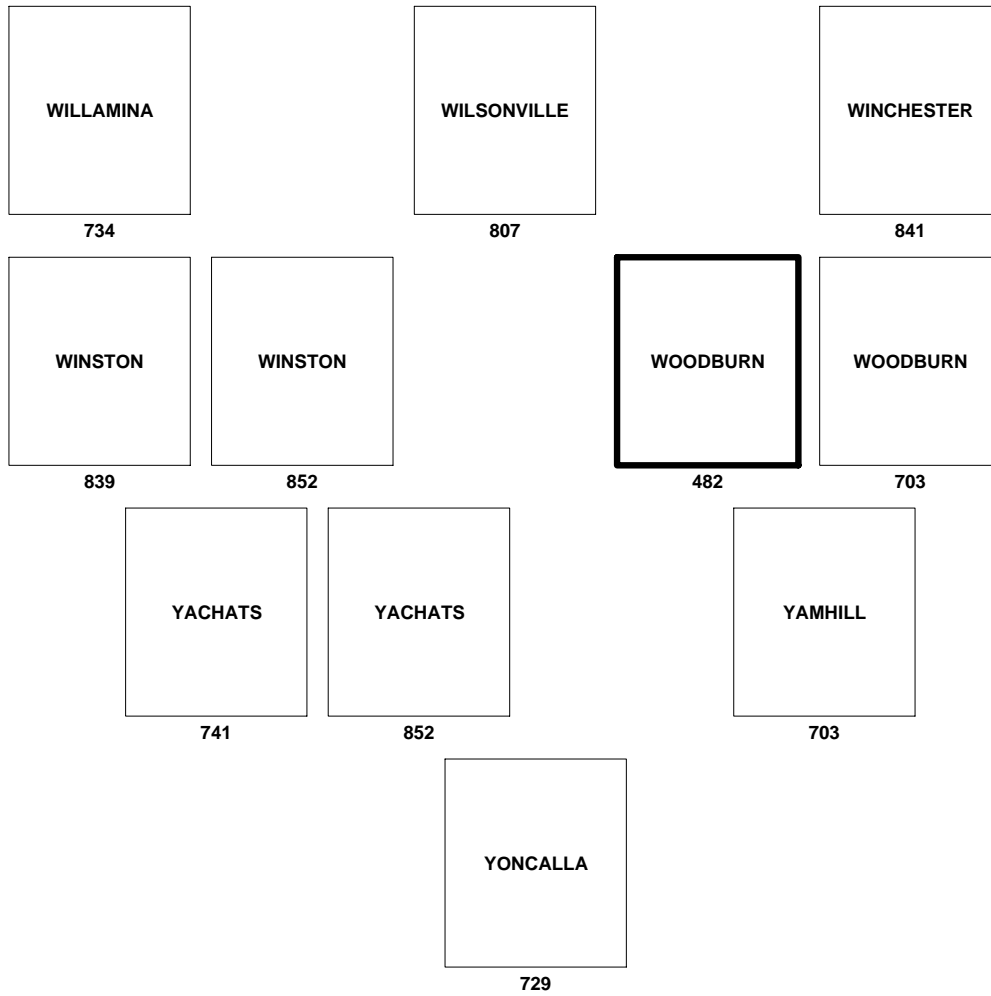 WILLAMINA WILSONVILLE WINCHESTER
734 807 841
WINSTON WINSTON WOODBURN WOODBURN
839 852 482 703
YACHATS YACHATS YAMHILL
741 852 703
YONCALLA
729